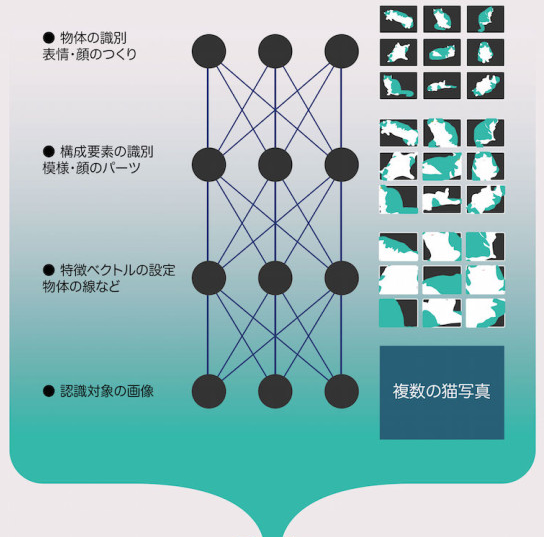 ● 物体の識別
表情・顔のつくり
● 構成要素の識別
模様・顔のパーツ
● 特徴ベクトルの設定
物体の線など
● 認識対象の画像
複数の猫写真